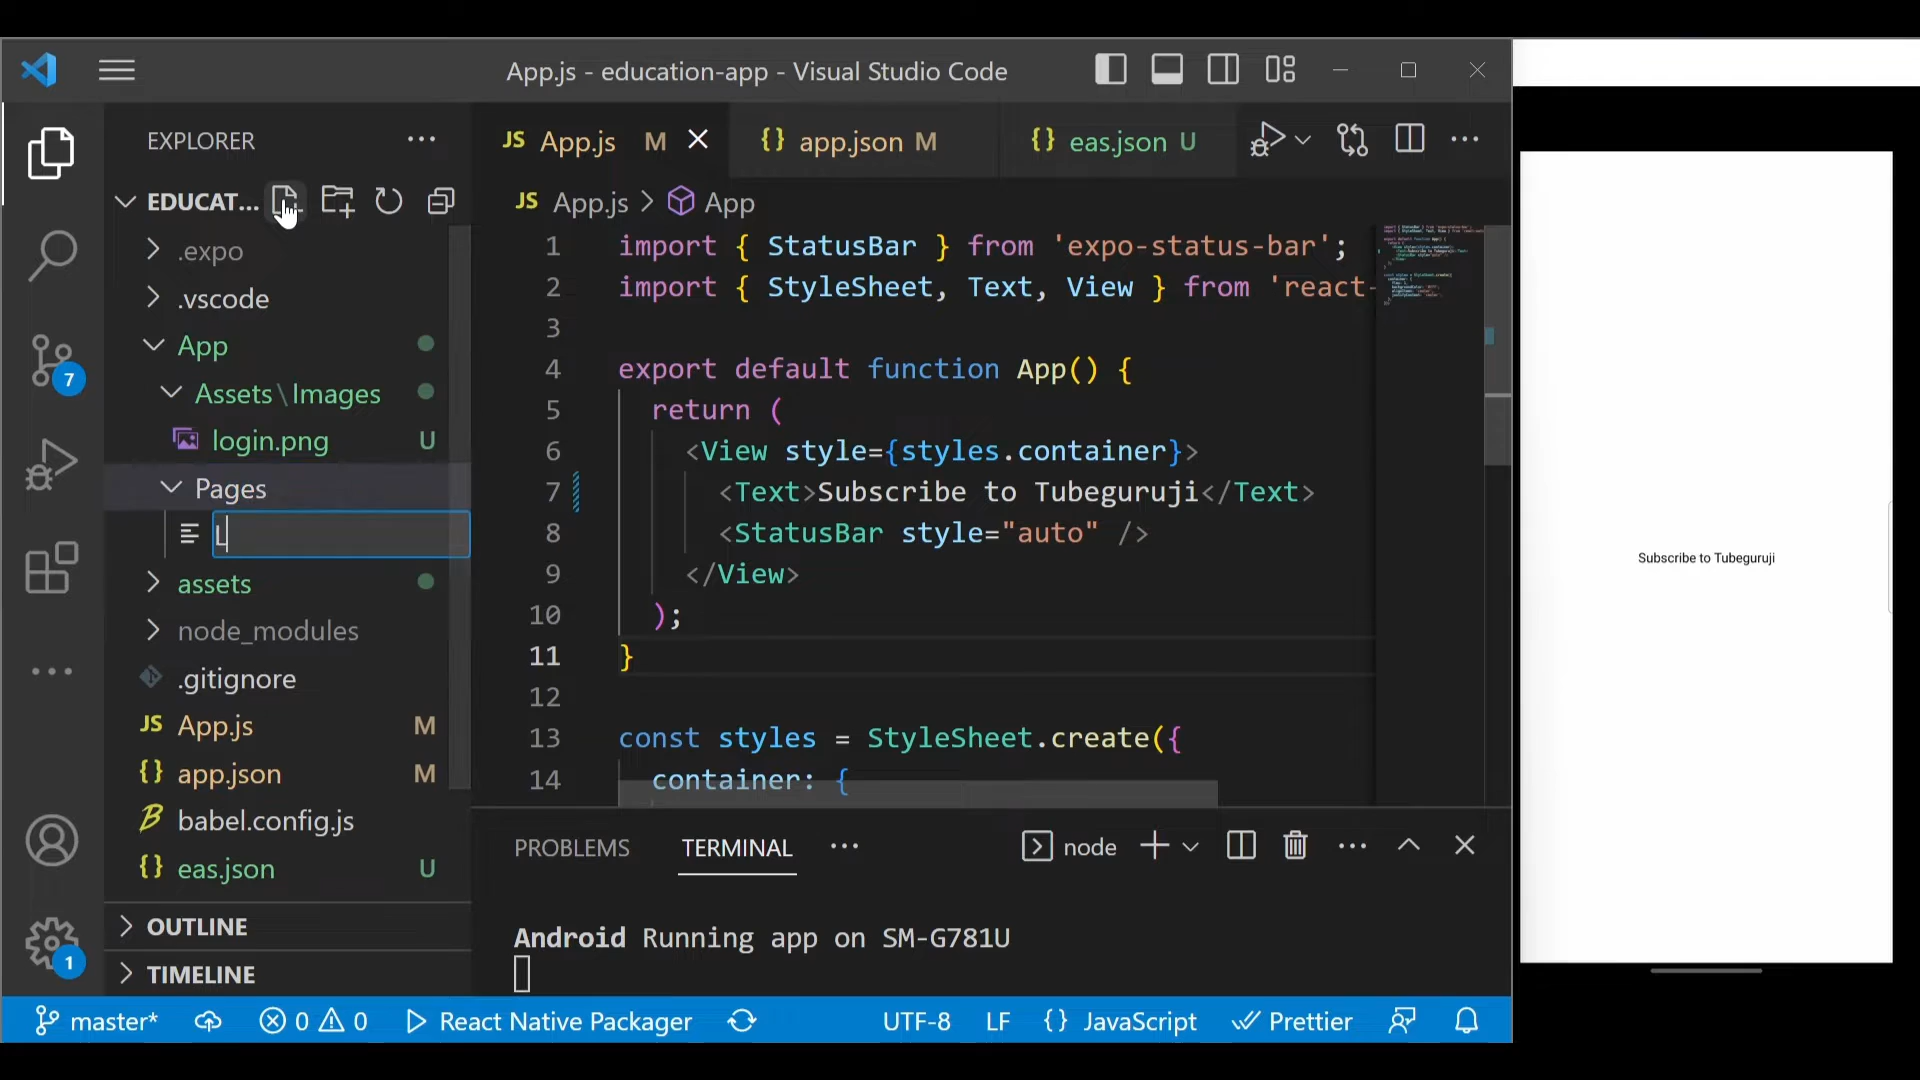 App.js - education-app - Visual Studio Code
EXPLORER
EDUCAT...
.expo
.vscode
App
Assets\Images
login.png U
Pages
L
assets
node_modules
.gitignore
JS App.js M
{} app.json M
babel.config.js
{} eas.json U
OUTLINE
TIMELINE
JS App.js M
{} app.json M
{} eas.json U
JS App.js > App
1 import { StatusBar } from 'expo-status-bar';
2 import { StyleSheet, Text, View } from 'react-
3
4 export default function App() {
5 return (
6 <View style={styles.container}>
7 <Text>Subscribe to Tubeguruji</Text>
8 <StatusBar style="auto" />
9 </View>
10 );
11 }
12
13 const styles = StyleSheet.create({
14 container: {
PROBLEMS TERMINAL
node
Android Running app on SM-G781U
7
1
master* 0 0 React Native Packager UTF-8 LF {} JavaScript Prettier
Subscribe to Tubeguruji